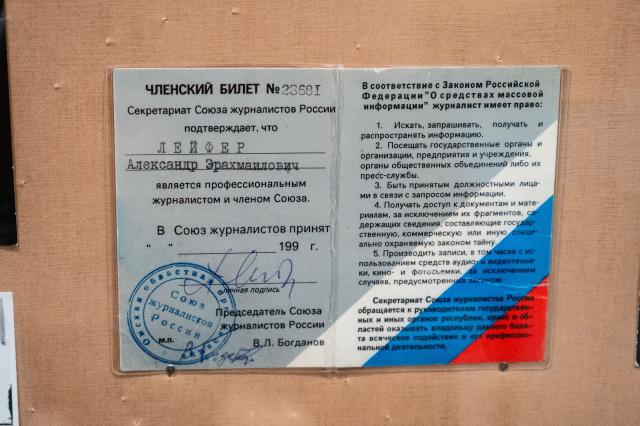 ЧЛЕНСКИЙ БИЛЕТ № 23681
Секретариат Союза журналистов России
подтверждает, что
ЛЕЙФЕР
Александр Эрахмаилович
является профессиональным
журналистом и членом Союза.
В Союз журналистов принят
" " 199 г.
личная подпись
Союз
журналистов
России
м.п.
Председатель Союза
журналистов России
В.Л. Богданов
В соответствие с Законом Российской
Федерации "О средствах массовой
информации" журналист имеет право:
1. Искать, запрашивать, получать и
распространять информацию.
2. Посещать государственные органы и
организации, предприятия и учреждения,
органы общественных объединений либо их
пресс-службы.
3. Быть принятым должностными лица-
ми в связи с запросом информации.
4. Получать доступ к документам и мате-
риалам, за исключением их фрагментов, со-
держащих сведения, составляющие государ-
ственную, коммерческую или иную специ-
ально охраняемую законом тайну.
5. Производить записи, в том числе с ис-
пользованием средств аудио- и видеотехни-
ки, кино- и фотосъемки, за исключением
случаев, предусмотренных законом.
Секретариат Союза журналистов России
обращается к руководителям государствен-
ных и иных органов республик, краев и об-
ластей оказывать владельцу данного биле-
та всяческое содействие в его профессио-
нальной деятельности.